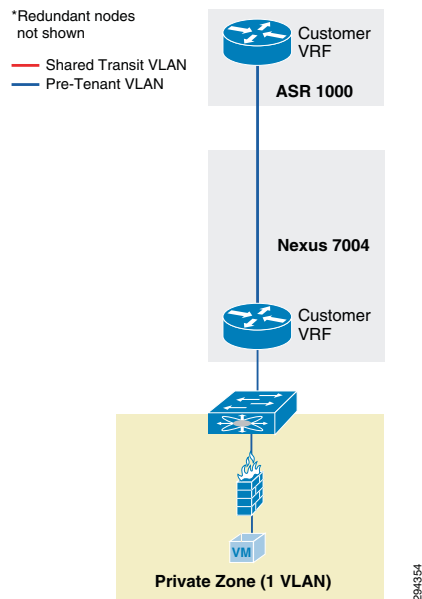 *Redundant nodes
not shown
Shared Transit VLAN
Pre-Tenant VLAN
Customer
VRF
ASR 1000
Nexus 7004
Customer
VRF
VM
Private Zone (1 VLAN)
294354